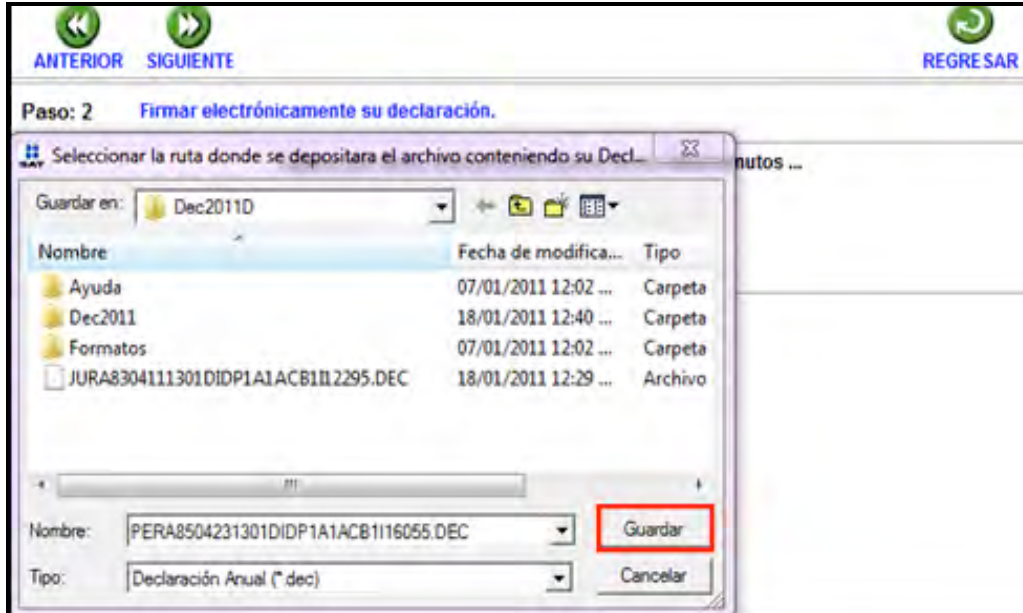 ANTERIOR SIGUIENTE REGRESAR
Paso: 2 Firmar electrónicamente su declaración.
Seleccionar la ruta donde se depositara el archivo conteniendo su Decl...
nutos ...
Guardar en: Dec2011D
Nombre Fecha de modifica... Tipo
Ayuda 07/01/2011 12:02 ... Carpeta
Dec2011 18/01/2011 12:40 ... Carpeta
Formatos 07/01/2011 12:02 ... Carpeta
JURA8304111301DIDP1A1ACB1I12295.DEC 18/01/2011 12:29 ... Archivo
Nombre: PERA8504231301DIDP1A1ACB1I16055.DEC Guardar
Tipo: Declaración Anual (*.dec) Cancelar